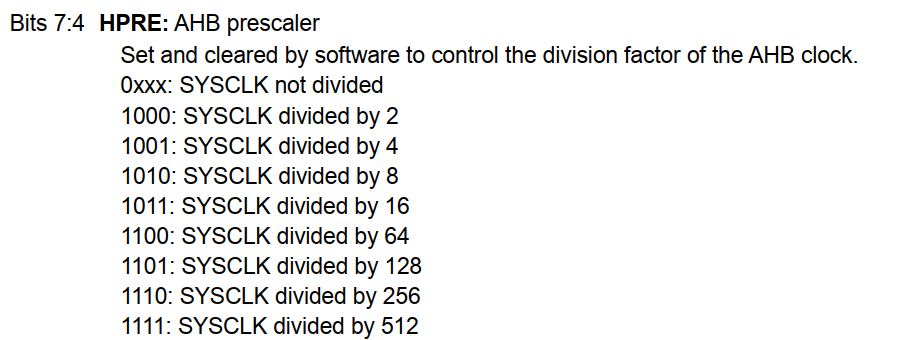 Bits 7:4 HPRE: AHB prescaler
Set and cleared by software to control the division factor of the AHB clock.
0xxx: SYSCLK not divided
1000: SYSCLK divided by 2
1001: SYSCLK divided by 4
1010: SYSCLK divided by 8
1011: SYSCLK divided by 16
1100: SYSCLK divided by 64
1101: SYSCLK divided by 128
1110: SYSCLK divided by 256
1111: SYSCLK divided by 512